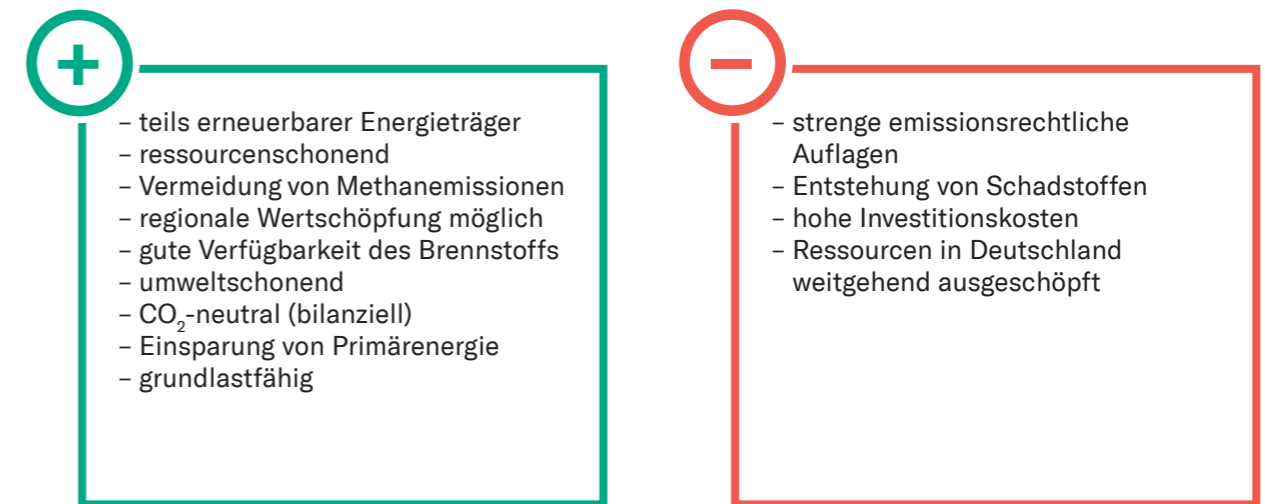 +
– teils erneuerbarer Energieträger
– ressourcenschonend
– Vermeidung von Methanemissionen
– regionale Wertschöpfung möglich
– gute Verfügbarkeit des Brennstoffs
– umweltschonend
– CO₂-neutral (bilanziell)
– Einsparung von Primärenergie
– grundlastfähig
–
– strenge emissionsrechtliche
Auflagen
– Entstehung von Schadstoffen
– hohe Investitionskosten
– Ressourcen in Deutschland
weitgehend ausgeschöpft